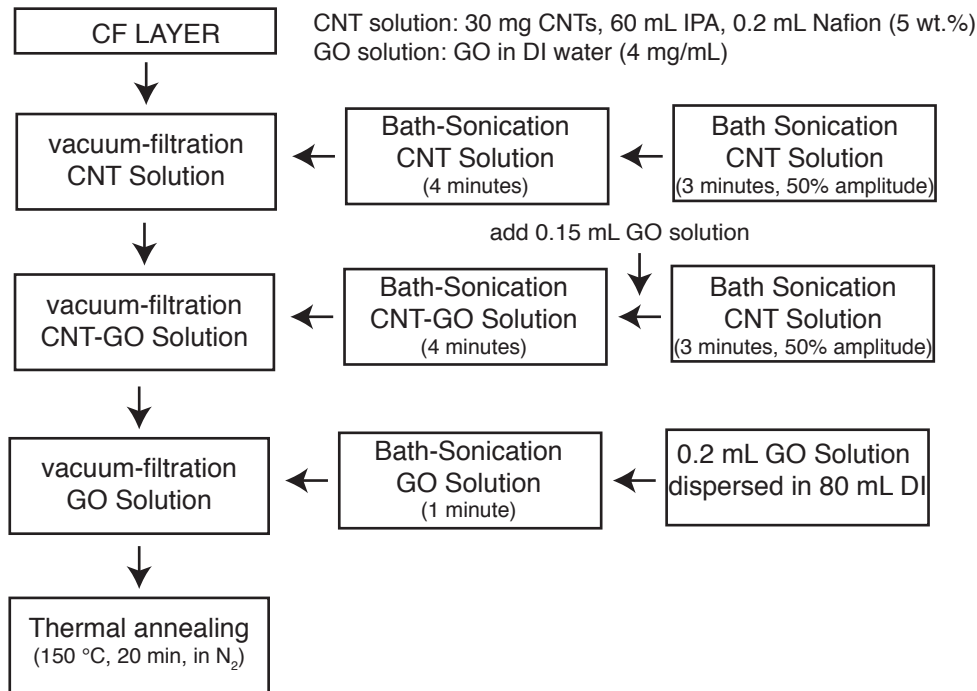 CF LAYER
CNT solution: 30 mg CNTs, 60 mL IPA, 0.2 mL Nafion (5 wt.%)
GO solution: GO in DI water (4 mg/mL)
vacuum-filtration
CNT Solution
Bath-Sonication
CNT Solution
(4 minutes)
Bath Sonication
CNT Solution
(3 minutes, 50% amplitude)
add 0.15 mL GO solution
vacuum-filtration
CNT-GO Solution
Bath-Sonication
CNT-GO Solution
(4 minutes)
Bath Sonication
CNT Solution
(3 minutes, 50% amplitude)
vacuum-filtration
GO Solution
Bath-Sonication
GO Solution
(1 minute)
0.2 mL GO Solution
dispersed in 80 mL DI
Thermal annealing
(150 °C, 20 min, in N₂)